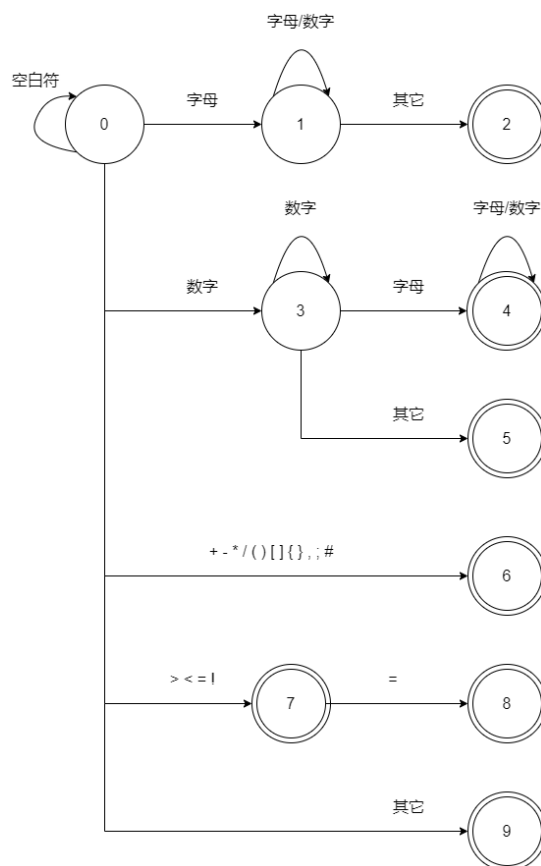 字母/数字
空白符
0
字母
1
其它
2
数字
字母/数字
数字
3
字母
4
其它
5
+ - * / ( ) [ ] { } , ; #
6
> < = !
7
=
8
其它
9